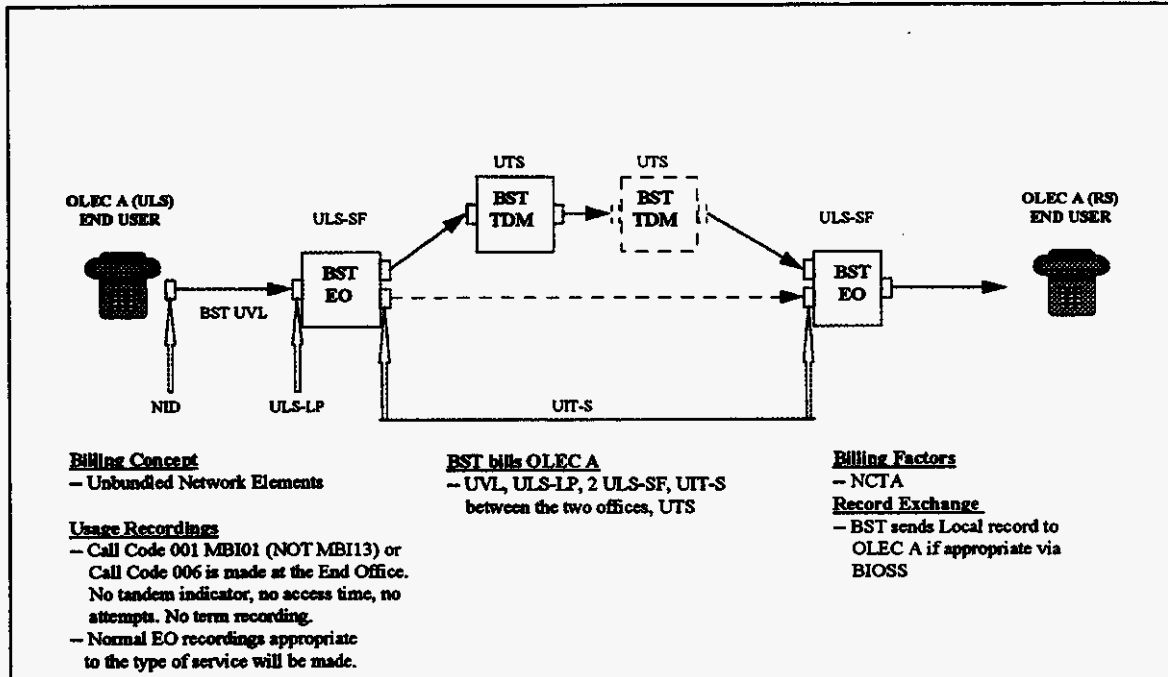 UTS
UTS
OLEC A (ULS)
END USER
ULS-SF
BST
TDM
BST
TDM
ULS-SF
OLEC A (RS)
END USER
BST
EO
BST
EO
BST UVL
NID
ULS-LP
UIT-S
Billing Concept
– Unbundled Network Elements
Usage Recordings
– Call Code 001 MBI01 (NOT MBI13) or
Call Code 006 is made at the End Office.
No tandem indicator, no access time, no
attempts. No term recording.
– Normal EO recordings appropriate
to the type of service will be made.
BST bills OLEC A
– UVL, ULS-LP, 2 ULS-SF, UIT-S
between the two offices, UTS
Billing Factors
– NCTA
Record Exchange
– BST sends Local record to
OLEC A if appropriate via
BIOSS